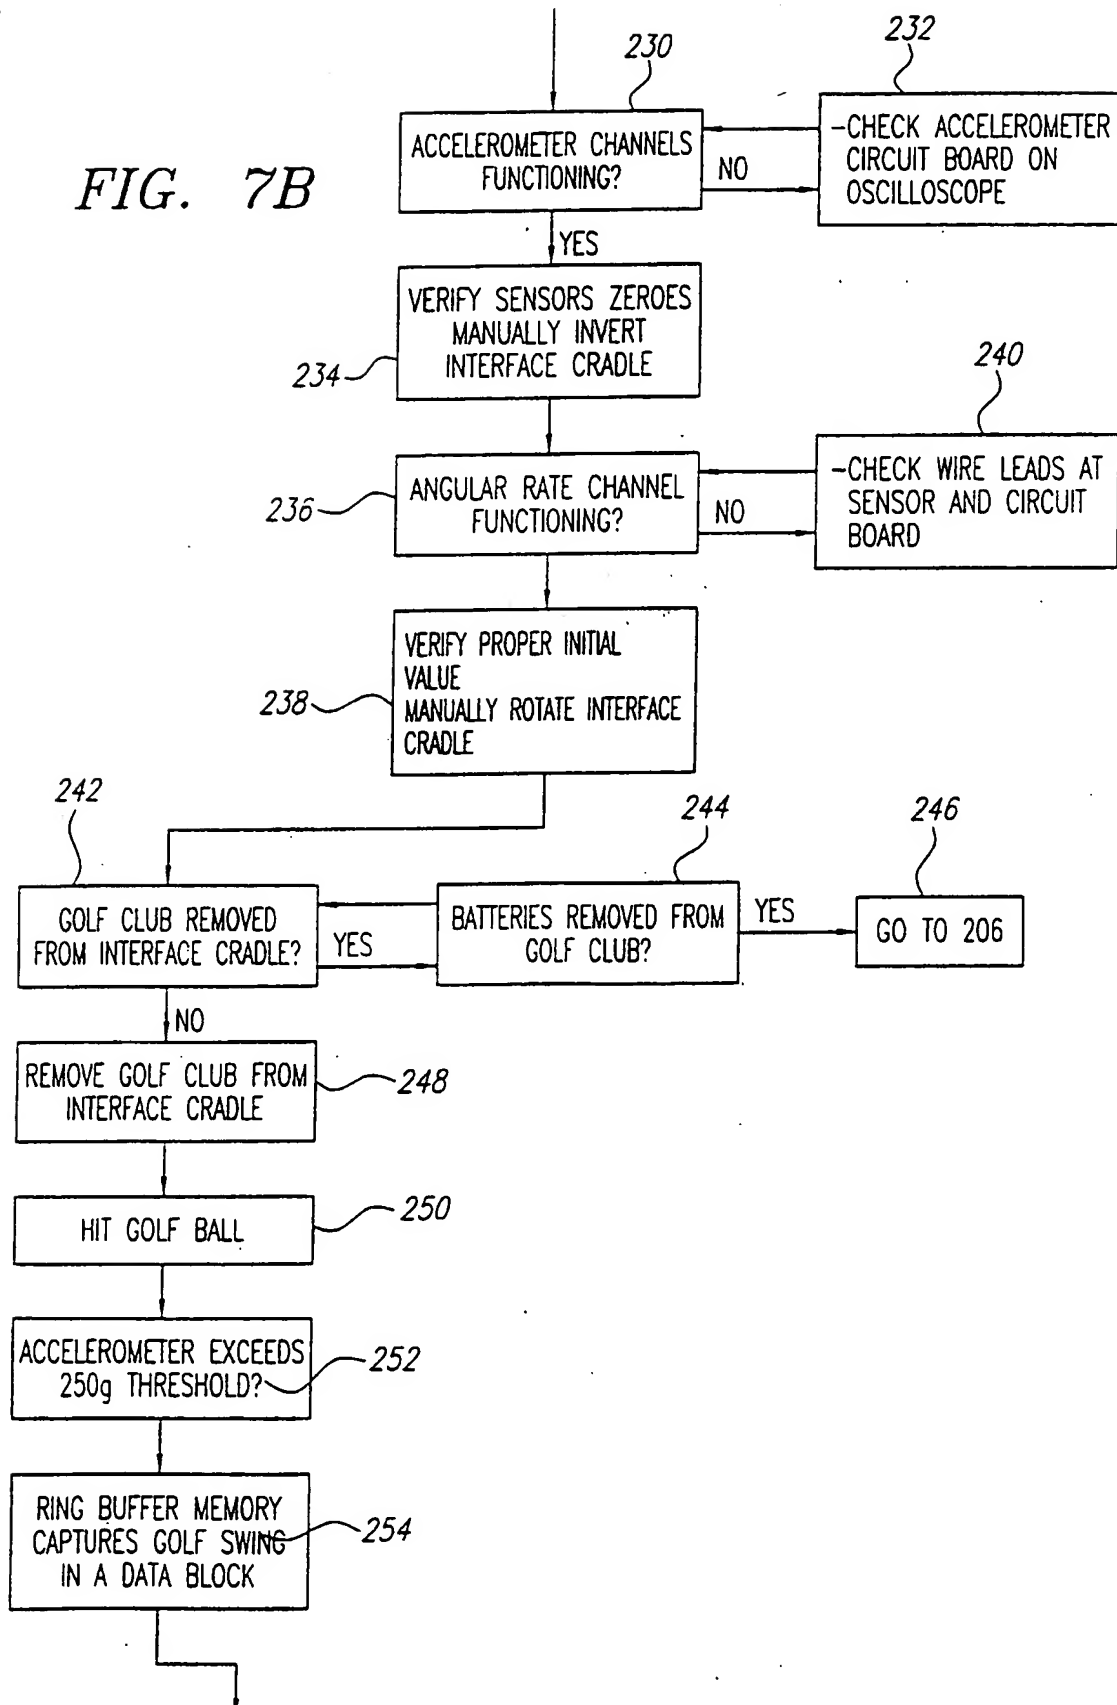 FIG. 7B
230
232
ACCELEROMETER CHANNELS
FUNCTIONING?
NO
-CHECK ACCELEROMETER
CIRCUIT BOARD ON
OSCILLOSCOPE
YES
VERIFY SENSORS ZEROES
MANUALLY INVERT
INTERFACE CRADLE
234
240
ANGULAR RATE CHANNEL
FUNCTIONING?
236
NO
-CHECK WIRE LEADS AT
SENSOR AND CIRCUIT
BOARD
VERIFY PROPER INITIAL
VALUE
MANUALLY ROTATE INTERFACE
CRADLE
238
242
244
246
GOLF CLUB REMOVED
FROM INTERFACE CRADLE?
YES
BATTERIES REMOVED FROM
GOLF CLUB?
YES
GO TO 206
NO
REMOVE GOLF CLUB FROM
INTERFACE CRADLE
248
HIT GOLF BALL
250
ACCELEROMETER EXCEEDS
250g THRESHOLD?
252
RING BUFFER MEMORY
CAPTURES GOLF SWING
IN A DATA BLOCK
254